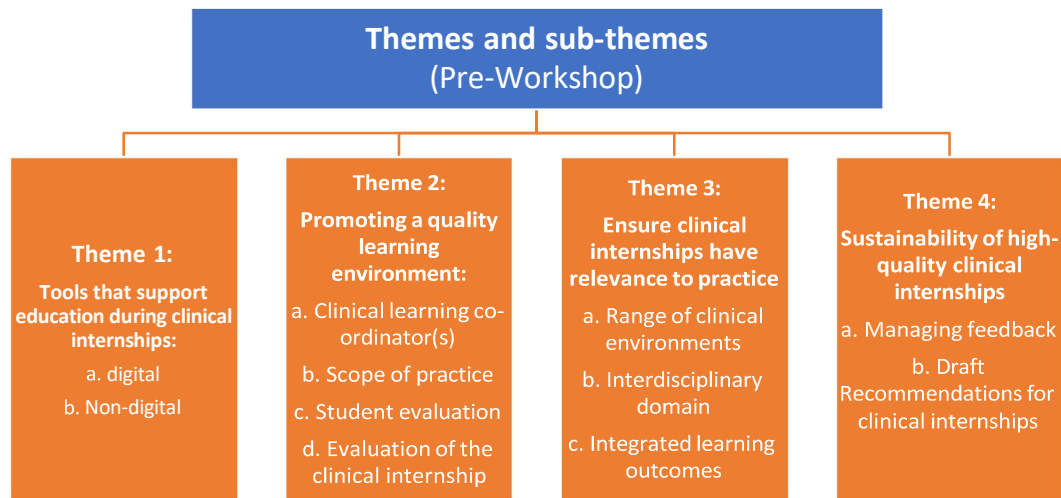 Themes and sub-themes
(Pre-Workshop)
Theme 1:
Tools that support
education during clinical
internships:
a. digital
b. Non-digital
Theme 2:
Promoting a quality
learning
environment:
a. Clinical learning co-
ordinator(s)
b. Scope of practice
c. Student evaluation
d. Evaluation of the
clinical internship
Theme 3:
Ensure clinical
internships have
relevance to practice
a. Range of clinical
environments
b. Interdisciplinary
domain
c. Integrated learning
outcomes
Theme 4:
Sustainability of high-
quality clinical
internships
a. Managing feedback
b. Draft
Recommendations for
clinical internships